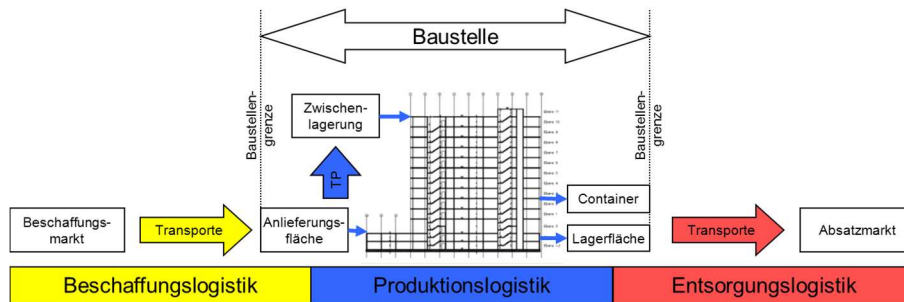 Baustelle
Baustellen-
grenze
Baustellen-
grenze
Zwischen-
lagerung
TP
Beschaffungs-
markt
Transporte
Anlieferungs-
fläche
Container
Lagerfläche
Transporte
Absatzmarkt
Beschaffungslogistik
Produktionslogistik
Entsorgungslogistik